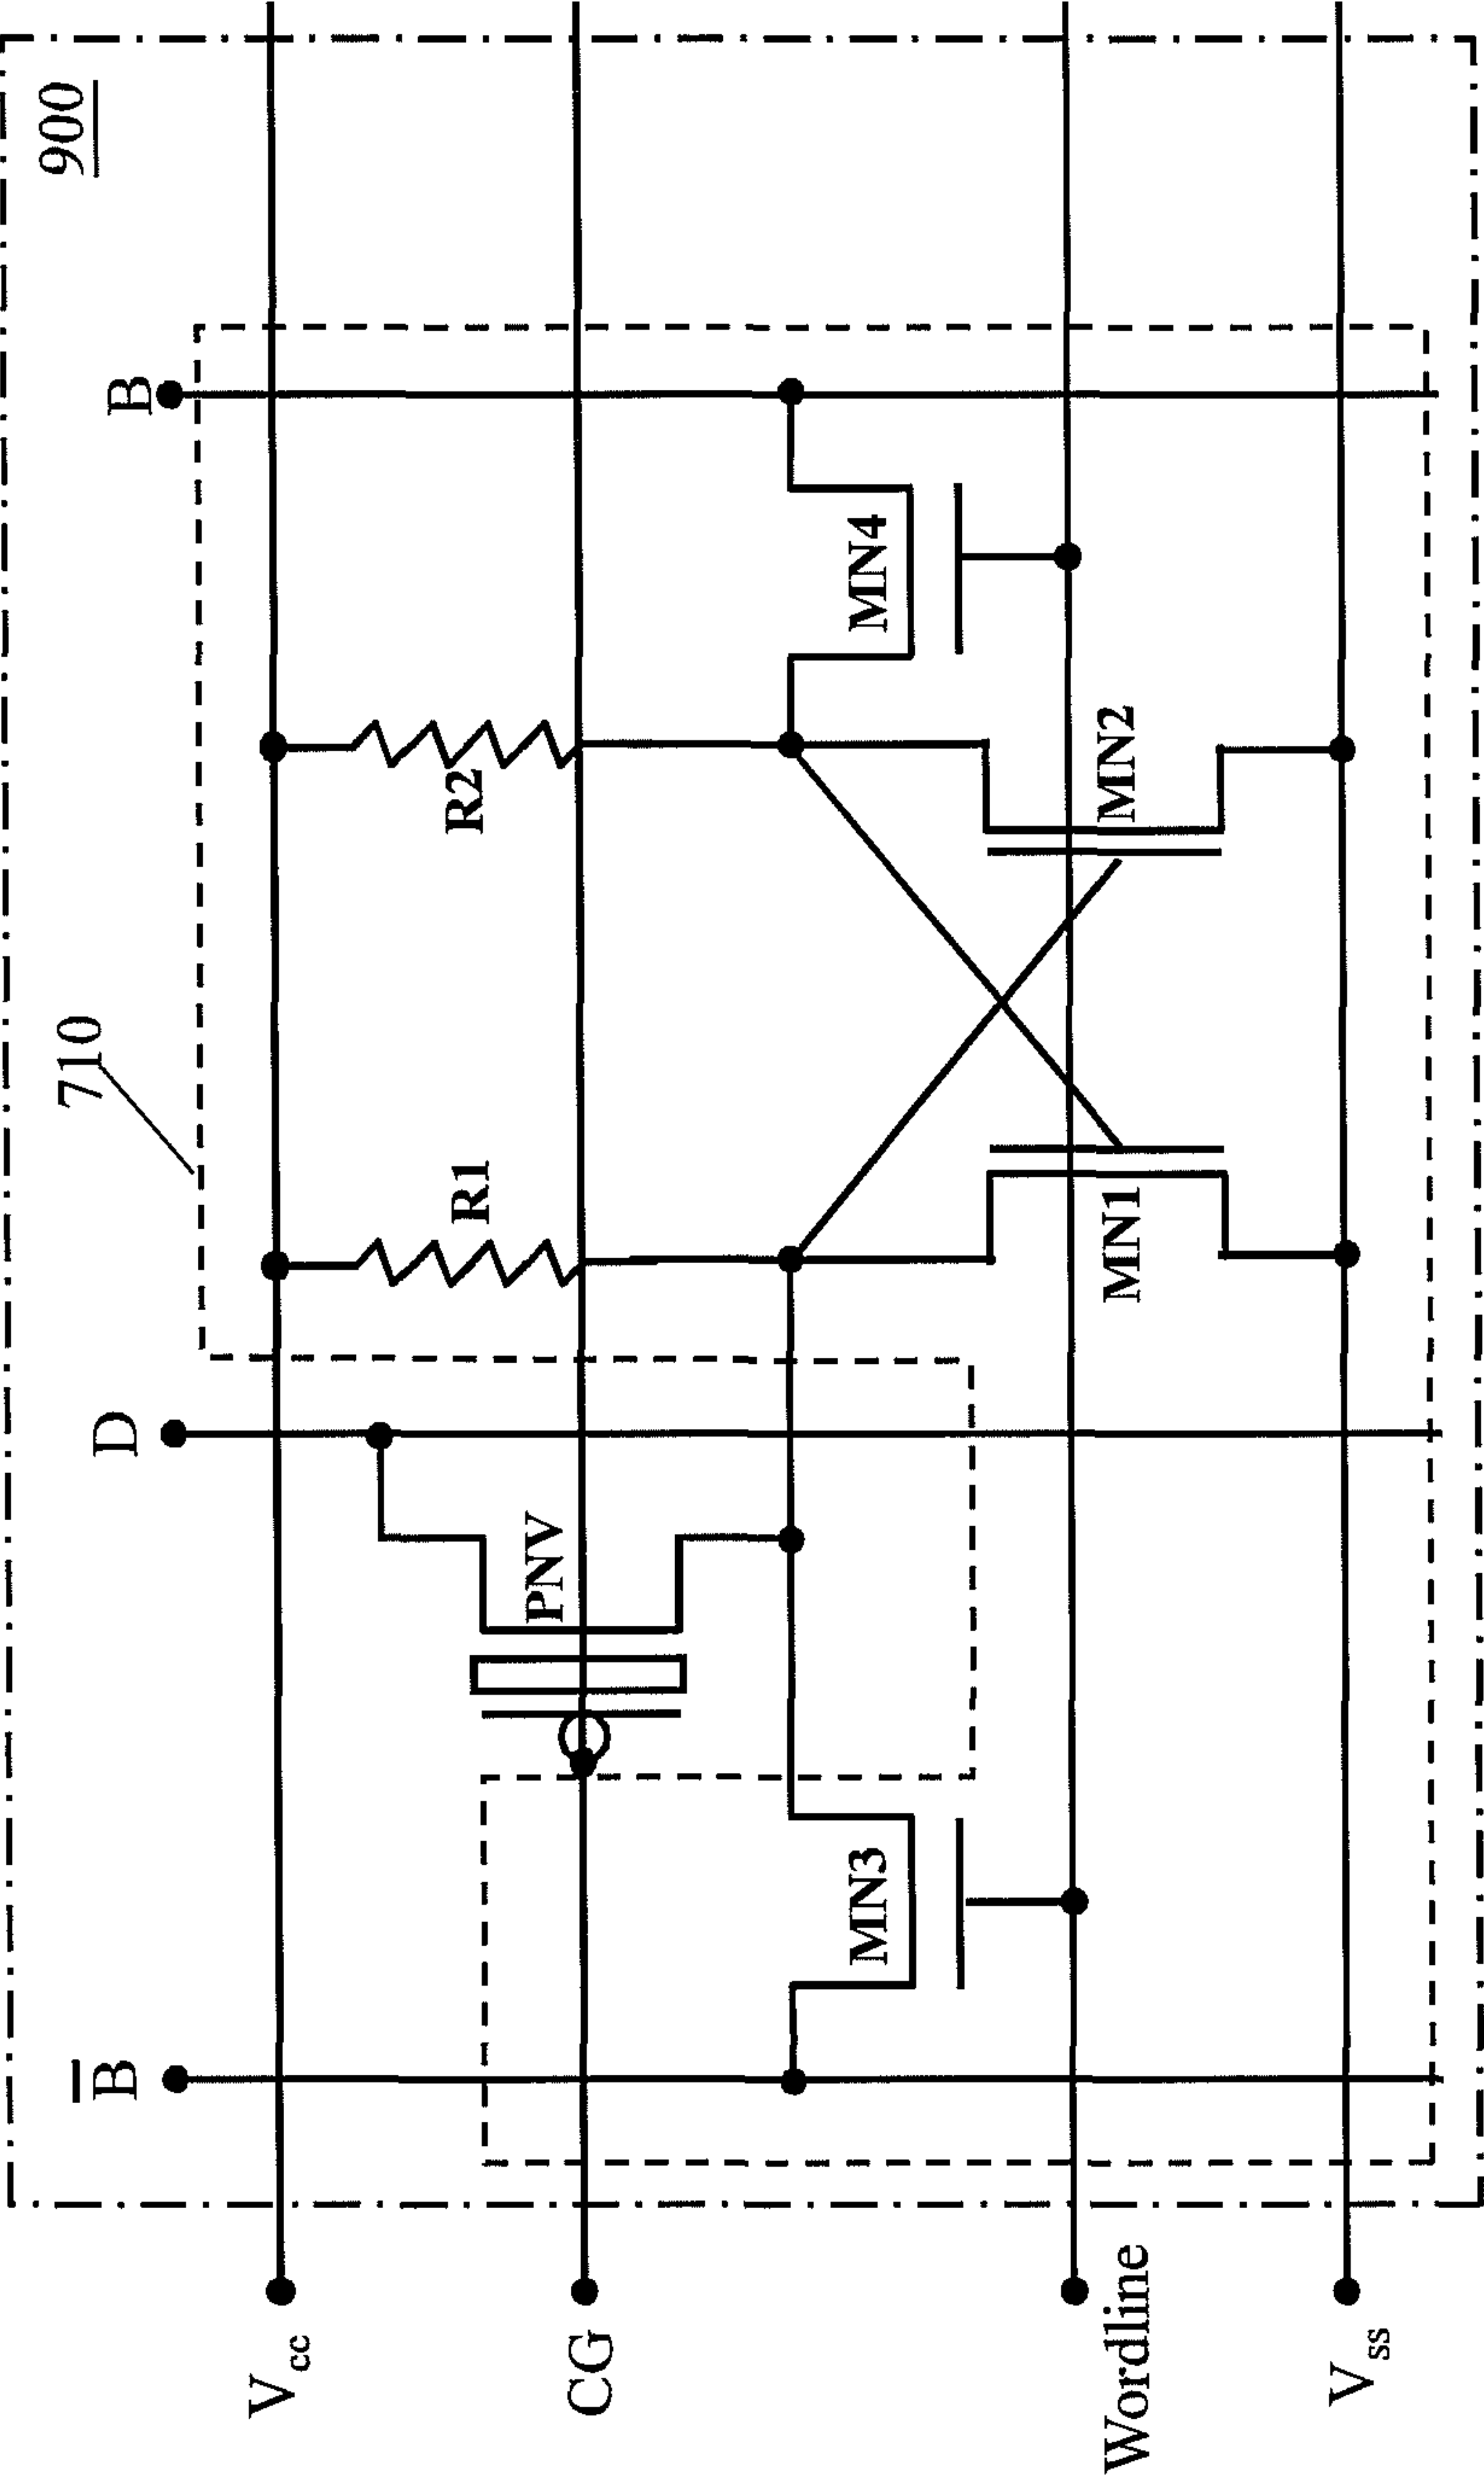 900
710
B̅
D
B
Vcc
R1
R2
PNV
CG
MN3
MN4
MN1
MN2
Wordline
Vss